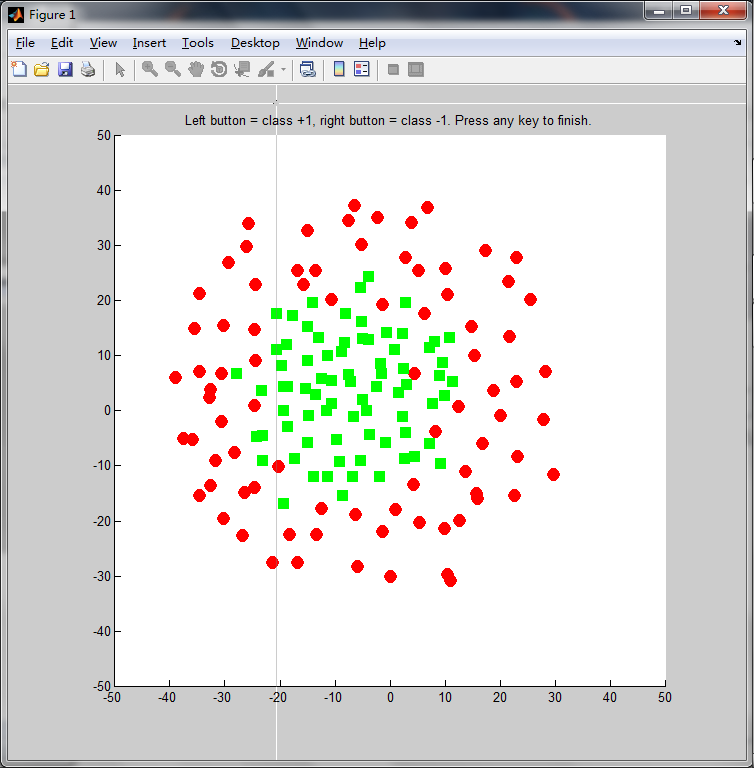 Figure 1
File Edit View Insert Tools Desktop Window Help
Left button = class +1, right button = class -1. Press any key to finish.
50
40
30
20
10
0
-10
-20
-30
-40
-50
-50 -40 -30 -20 -10 0 10 20 30 40 50